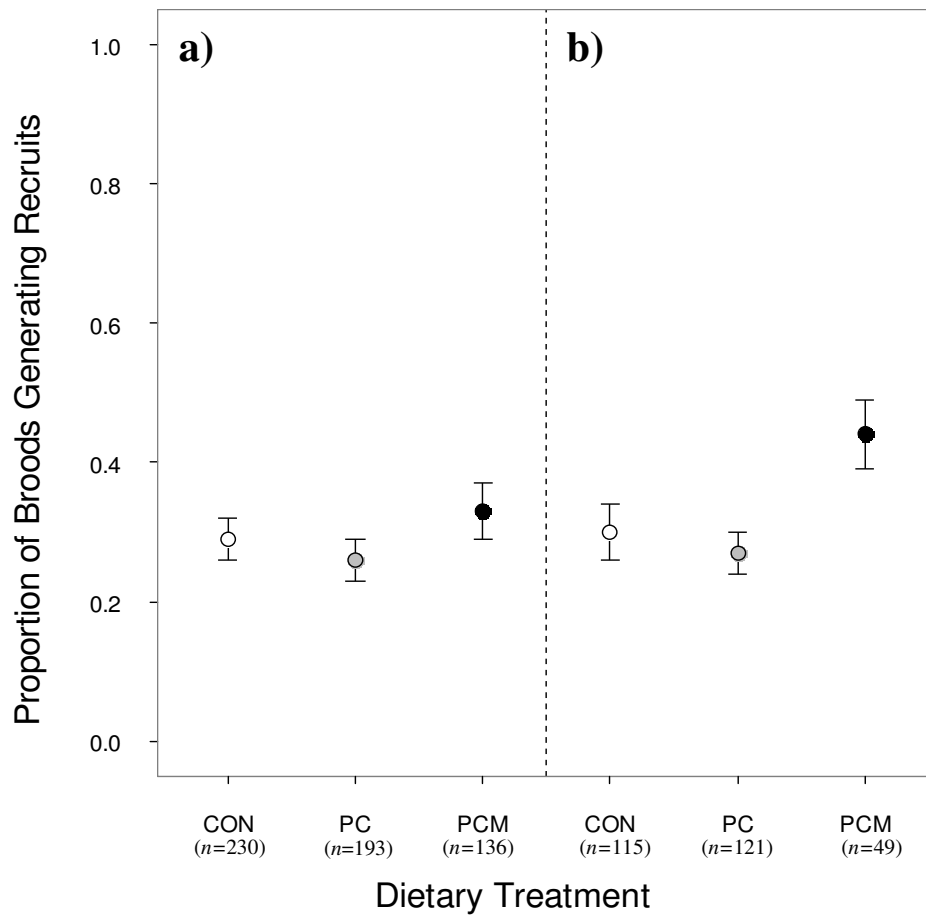 a) b)
Proportion of Broods Generating Recruits
1.0
0.8
0.6
0.4
0.2
0.0
CON PC PCM CON PC PCM
(n=230) (n=193) (n=136) (n=115) (n=121) (n=49)
Dietary Treatment